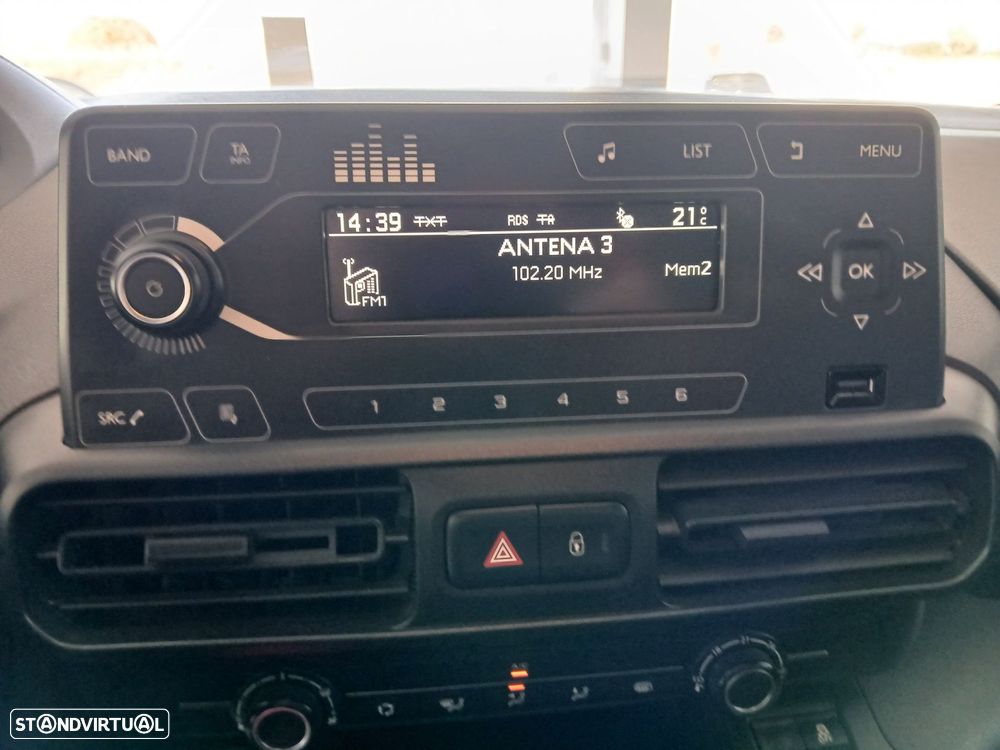 BAND TA INFO LIST MENU
14:39 TXT RDS TA 21°C
ANTENA 3
102.20 MHz Mem2
FM1
OK
SRC 1 2 3 4 5 6
A/C
STANDVIRTUAL